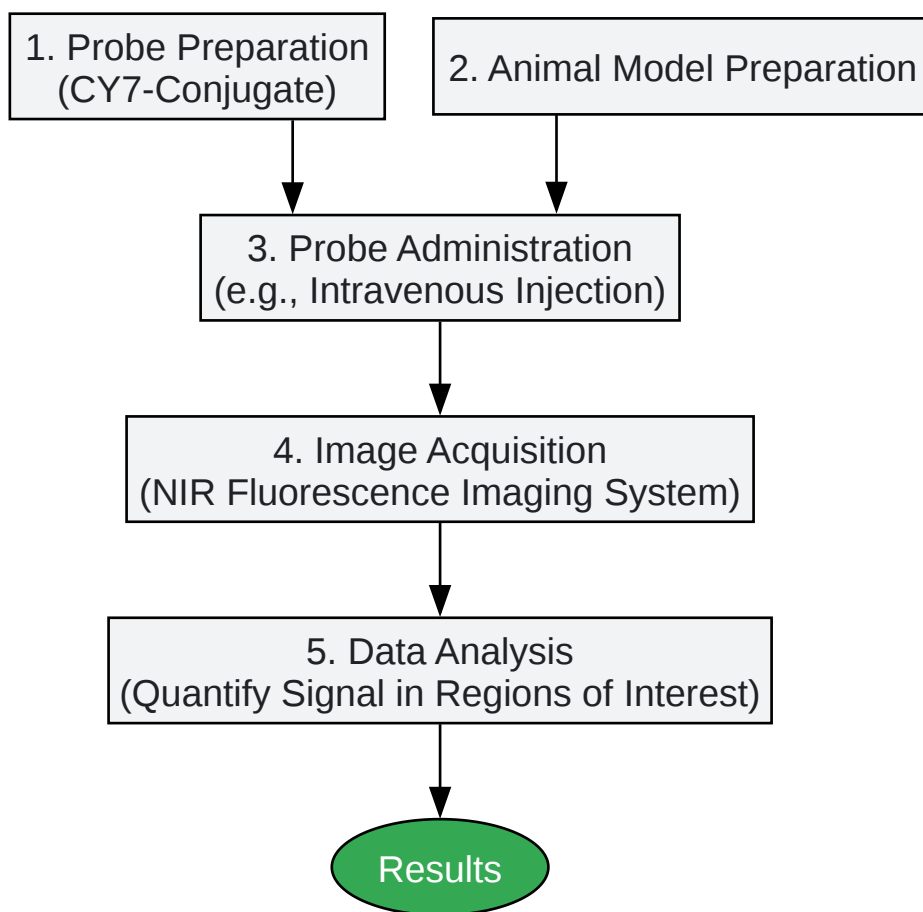 1. Probe Preparation
(CY7-Conjugate)
2. Animal Model Preparation
3. Probe Administration
(e.g., Intravenous Injection)
4. Image Acquisition
(NIR Fluorescence Imaging System)
5. Data Analysis
(Quantify Signal in Regions of Interest)
Results